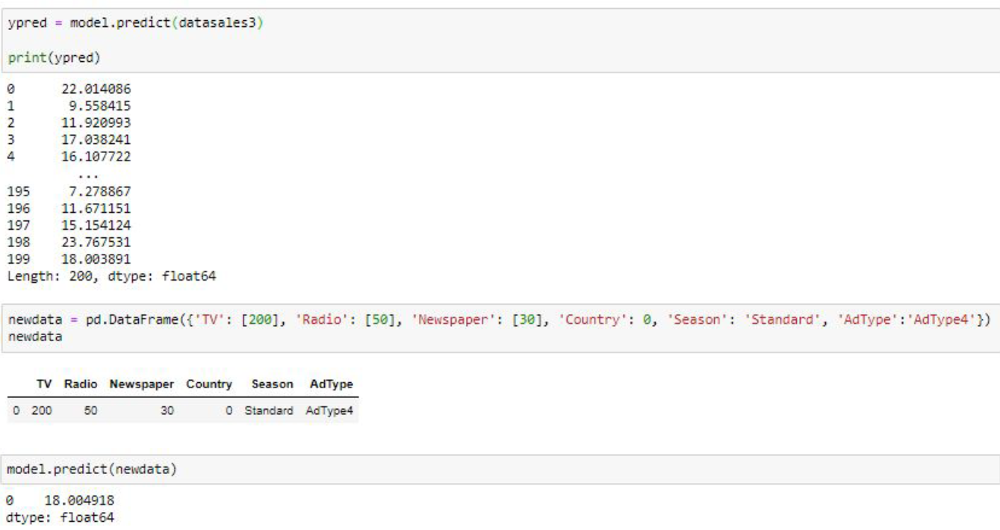 ypred = model.predict(datasales3)
print(ypred)
0 22.014086
1 9.558415
2 11.920993
3 17.038241
4 16.107722
...
195 7.278867
196 11.671151
197 15.154124
198 23.767531
199 18.003891
Length: 200, dtype: float64
newdata = pd.DataFrame({'TV': [200], 'Radio': [50], 'Newspaper': [30], 'Country': 0, 'Season': 'Standard', 'AdType':'AdType4'})
newdata
TV Radio Newspaper Country Season AdType
0 200 50 30 0 Standard AdType4
model.predict(newdata)
0 18.004918
dtype: float64